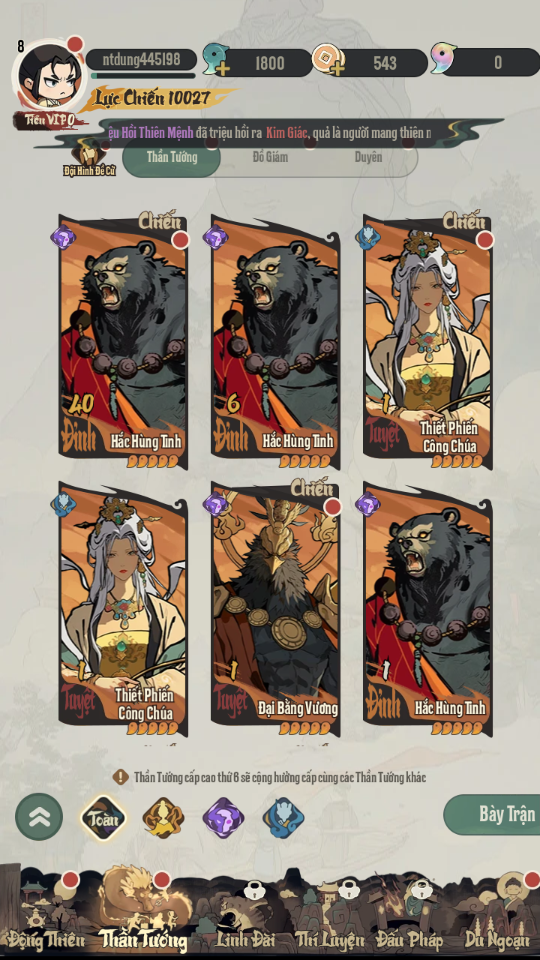 8
ntdung445198
1800
543
0
Lực Chiến 10027
Tiên VIP 0
ệu Hồi Thiên Mệnh đã triệu hồi ra Kim Giác, quả là người mang thiên n
Đội Hình Đề Cử
Thần Tướng
Đồ Giám
Duyên
Chiến
Chiến
40
6
1
Đỉnh
Hắc Hùng Tinh
Đỉnh
Hắc Hùng Tinh
Tuyệt
Thiết Phiến
Công Chúa
Chiến
1
1
1
Tuyệt
Thiết Phiến
Công Chúa
Tuyệt
Đại Bằng Vương
Đỉnh
Hắc Hùng Tinh
Thần Tướng cấp cao thứ 6 sẽ cộng hưởng cấp cùng các Thần Tướng khác
Toàn
Bày Trận
Động Thiên
Thần Tướng
Linh Đài
Thí Luyện
Đấu Pháp
Du Ngoạn